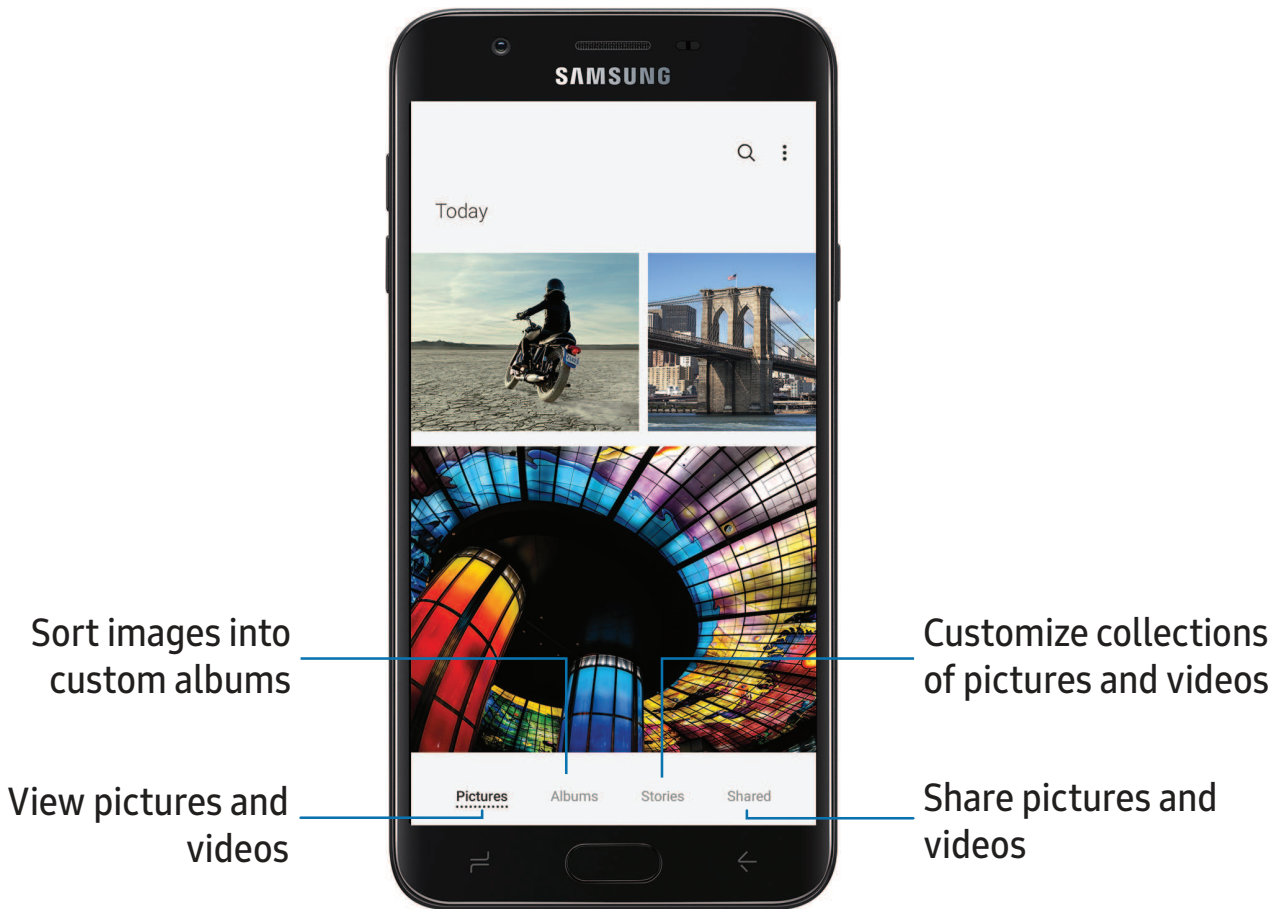 SAMSUNG
Today
Sort images into
custom albums
Customize collections
of pictures and videos
View pictures and
videos
Pictures
Albums
Stories
Shared
Share pictures and
videos